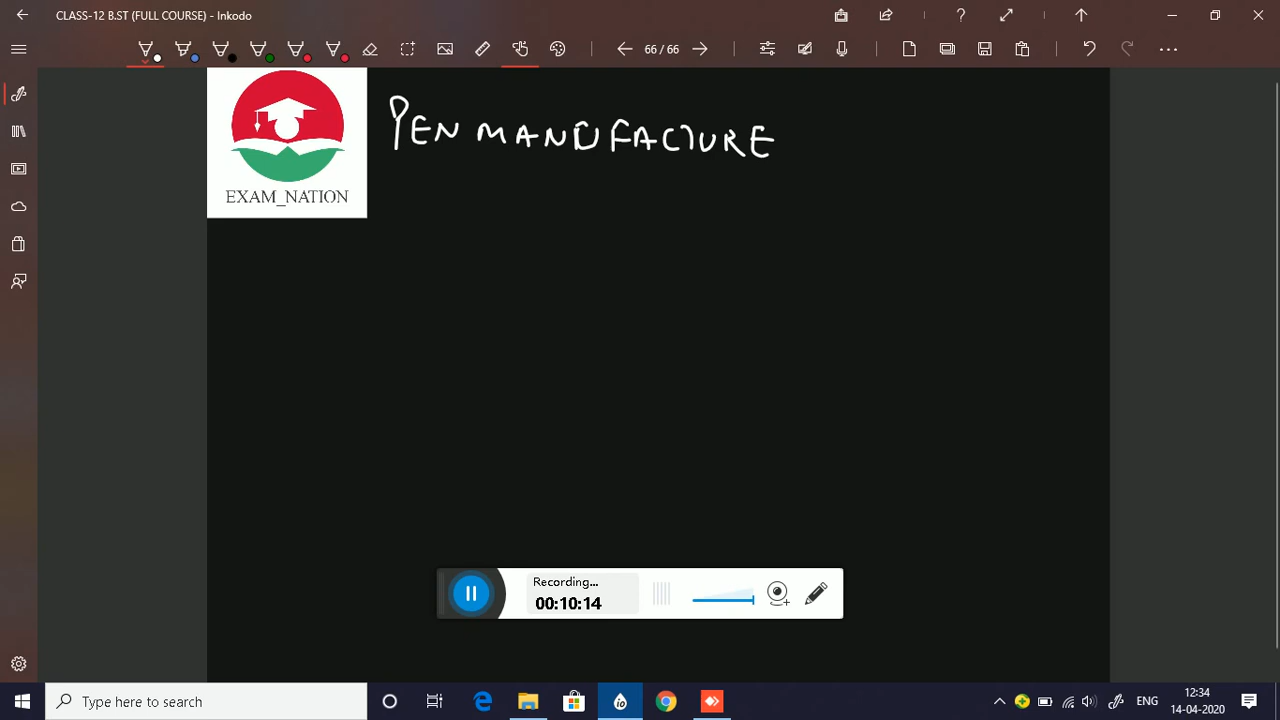 CLASS-12 B.ST (FULL COURSE) - Inkodo
66 / 66
PEN MANUFACTURE
EXAM_NATION
Recording...
00:10:14
Type here to search
ENG
12:34
14-04-2020